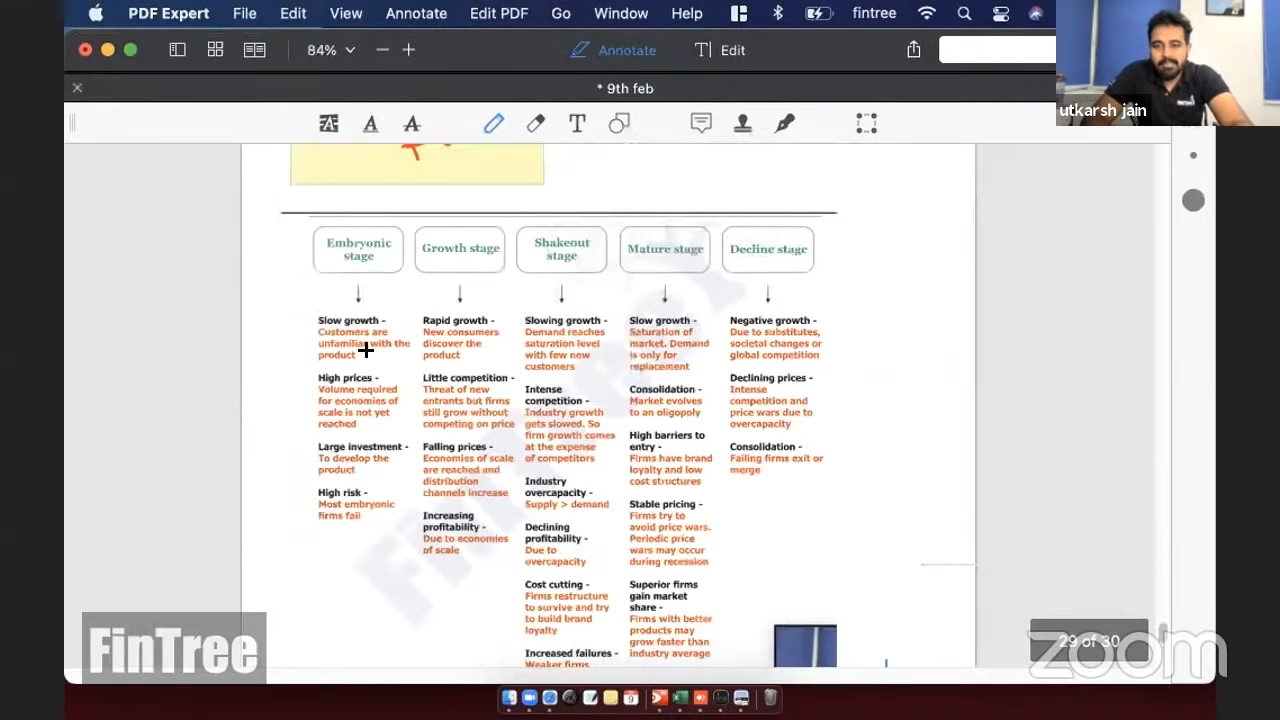 PDF Expert File Edit View Annotate Edit PDF Go Window Help fintree
84% Annotate Edit
* 9th feb
utkarsh jain
Embryonic
stage
Slow growth -
Customers are
unfamiliar with the
product
High prices -
Volume required
for economies of
scale is not yet
reached
Large investment -
To develop the
product
High risk -
Most embryonic
firms fail
Growth stage
Rapid growth -
New consumers
discover the
product
Little competition -
Threat of new
entrants but firms
still grow without
competing on price
Falling prices -
Economies of scale
are reached and
distribution
channels increase
Increasing
profitability -
Due to economies
of scale
Shakeout
stage
Slowing growth -
Demand reaches
saturation level
with few new
customers
Intense
competition -
Industry growth
gets slowed. So
firm growth comes
at the expense
of competitors
Industry
overcapacity -
Supply > demand
Declining
profitability -
Due to
overcapacity
Cost cutting -
Firms restructure
to survive and try
to build brand
loyalty
Increased failures -
Weaker firms
Mature stage
Slow growth -
Saturation of
market. Demand
is only for
replacement
Consolidation -
Market evolves
to an oligopoly
High barriers to
entry -
Firms have brand
loyalty and low
cost structures
Stable pricing -
Firms try to
avoid price wars.
Periodic price
wars may occur
during recession
Superior firms
gain market
share -
Firms with better
products may
grow faster than
industry average
Decline stage
Negative growth -
Due to substitutes,
societal changes or
global competition
Declining prices -
Intense
competition and
price wars due to
overcapacity
Consolidation -
Failing firms exit or
merge
FinTree
29 of 30
zoom